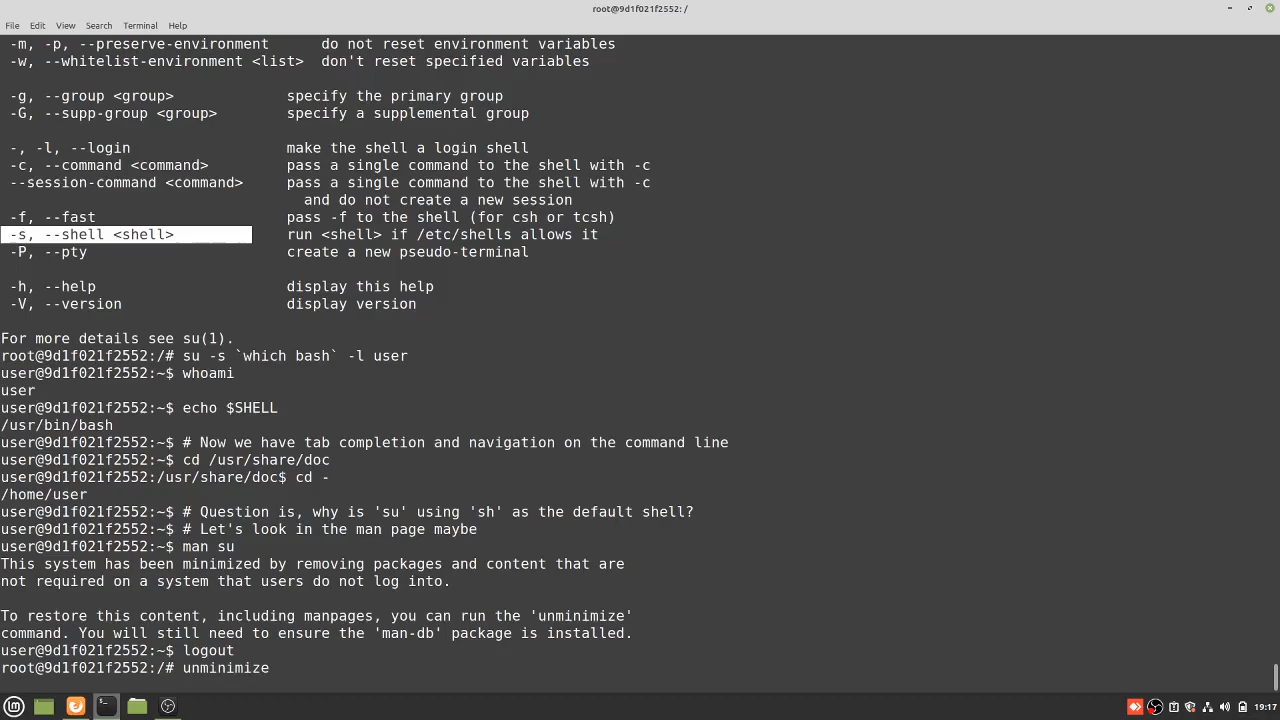 root@9d1f021f2552: /
File Edit View Search Terminal Help
-m, -p, --preserve-environment      do not reset environment variables
-w, --whitelist-environment <list>  don't reset specified variables
-g, --group <group>             specify the primary group
-G, --supp-group <group>        specify a supplemental group
-, -l, --login                  make the shell a login shell
-c, --command <command>         pass a single command to the shell with -c
--session-command <command>     pass a single command to the shell with -c
and do not create a new session
-f, --fast                      pass -f to the shell (for csh or tcsh)
-s, --shell <shell>             run <shell> if /etc/shells allows it
-P, --pty                       create a new pseudo-terminal
-h, --help                      display this help
-V, --version                   display version
For more details see su(1).
root@9d1f021f2552:/# su -s `which bash` -l user
user@9d1f021f2552:~$ whoami
user
user@9d1f021f2552:~$ echo $SHELL
/usr/bin/bash
user@9d1f021f2552:~$ # Now we have tab completion and navigation on the command line
user@9d1f021f2552:~$ cd /usr/share/doc
user@9d1f021f2552:/usr/share/doc$ cd -
/home/user
user@9d1f021f2552:~$ # Question is, why is 'su' using 'sh' as the default shell?
user@9d1f021f2552:~$ # Let's look in the man page maybe
user@9d1f021f2552:~$ man su
This system has been minimized by removing packages and content that are
not required on a system that users do not log into.
To restore this content, including manpages, you can run the 'unminimize'
command. You will still need to ensure the 'man-db' package is installed.
user@9d1f021f2552:~$ logout
root@9d1f021f2552:/# unminimize
19:17